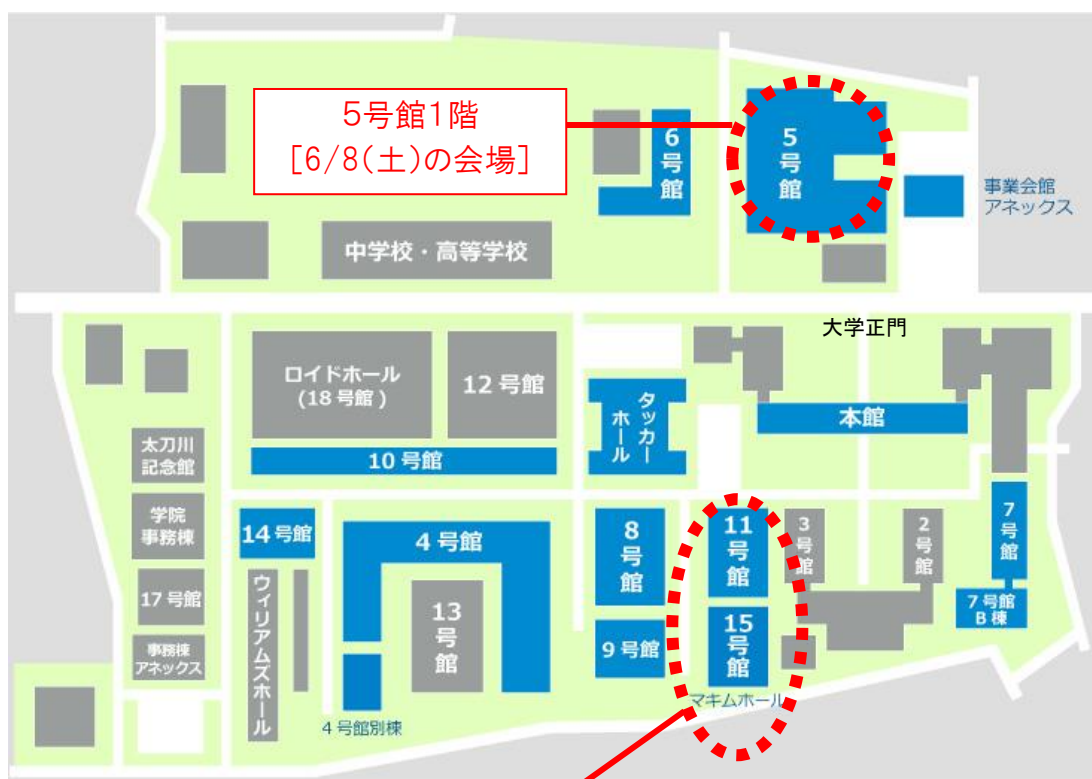 5号館1階
[6/8(土)の会場]
6号館
5号館
事業会館
アネックス
中学校・高等学校
大学正門
ロイドホール
(18号館)
12号館
タッカー
ホール
本館
太刀川
記念館
10号館
学院
事務棟
14号館
4号館
8号館
11号館
3号館
2号館
7号館
17号館
ウィリアムズホール
13号館
7号館
B棟
事務棟
アネックス
9号館
15号館
マキムホール
4号館別棟